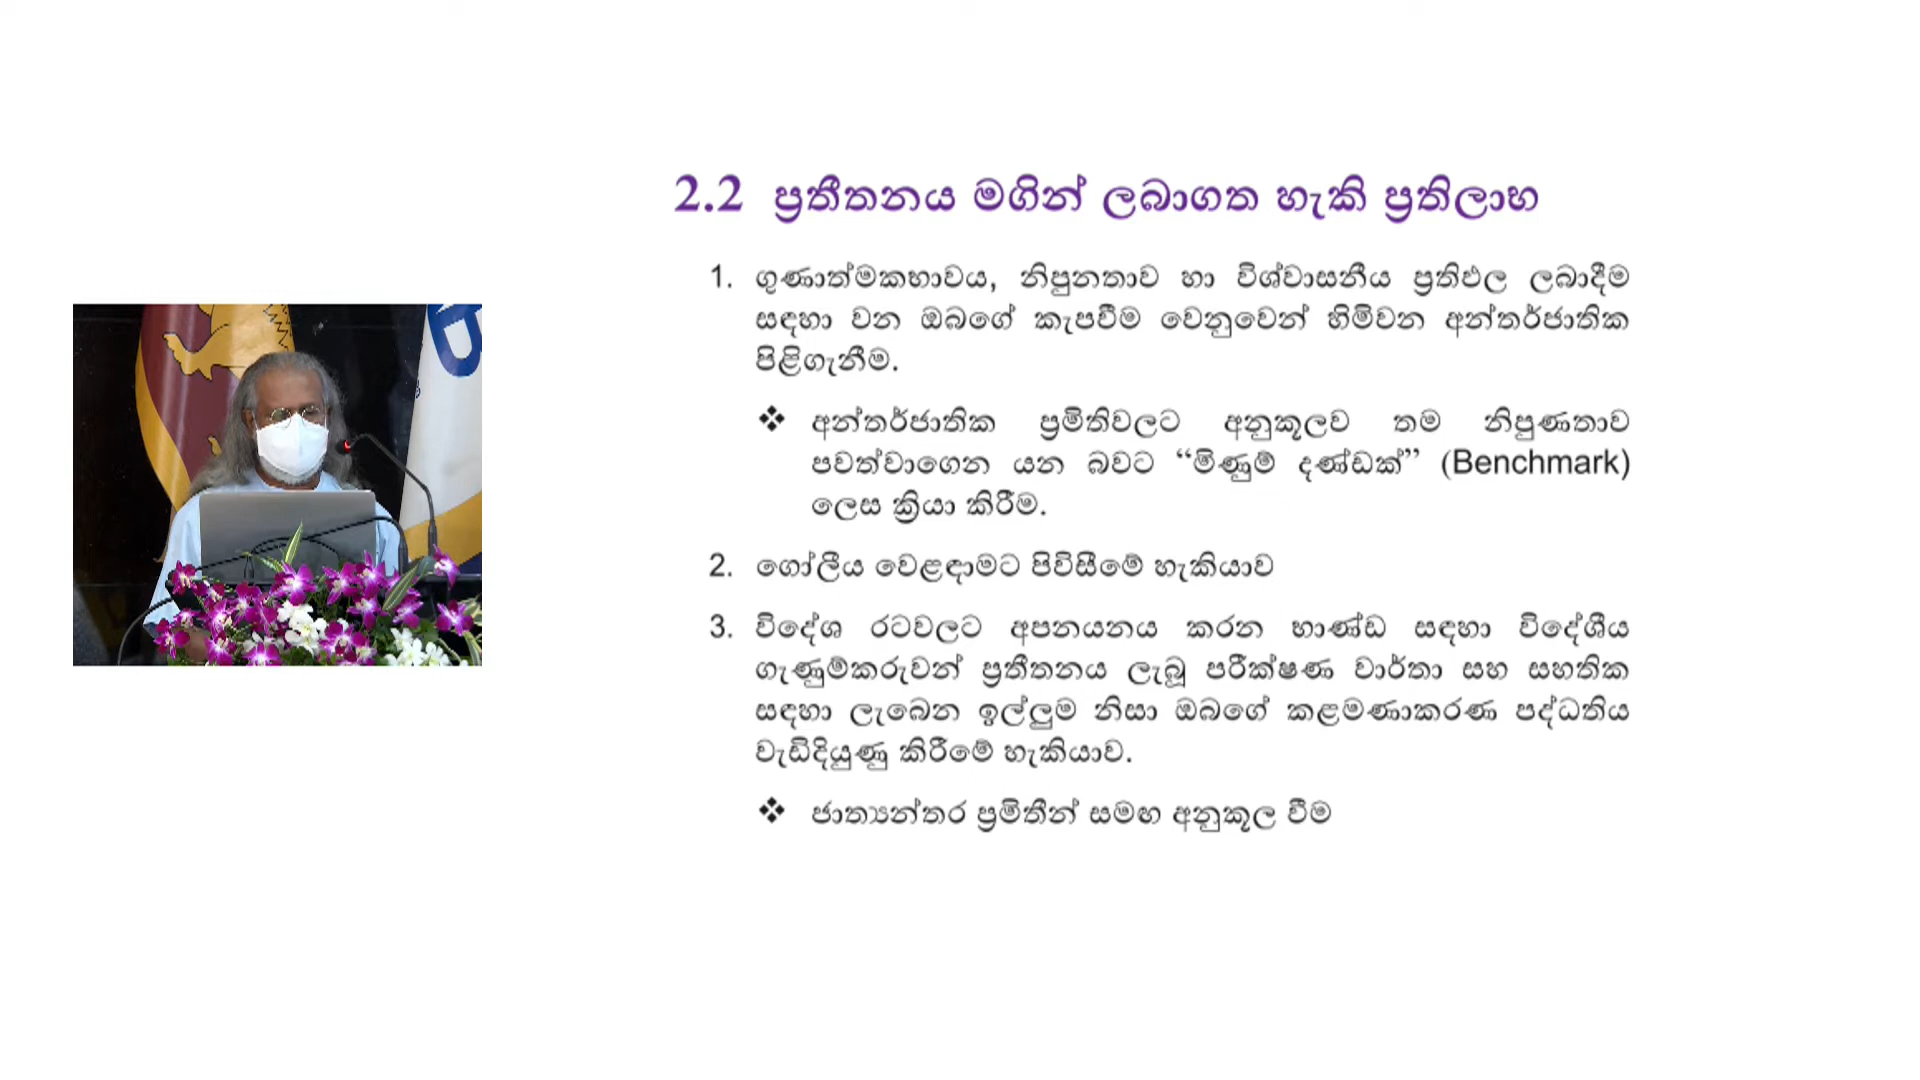 2.2 ප්‍රතීතනය මගින් ලබාගත හැකි ප්‍රතිලාභ
1. ගුණාත්මකභාවය, නිපුනතාව හා විශ්වාසනීය ප්‍රතිඵල ලබාදීම
සඳහා වන ඔබගේ කැපවීම වෙනුවෙන් හිමිවන අන්තර්ජාතික
පිළිගැනීම.
❖ අන්තර්ජාතික ප්‍රමිතිවලට අනුකූලව තම නිපුණතාව
පවත්වාගෙන යන බවට “මිණුම් දණ්ඩක්” (Benchmark)
ලෙස ක්‍රියා කිරීම.
2. ගෝලීය වෙළඳාමට පිවිසීමේ හැකියාව
3. විදේශ රටවලට අපනයනය කරන භාණ්ඩ සඳහා විදේශීය
ගැණුම්කරුවන් ප්‍රතීතනය ලැබූ පරීක්ෂණ වාර්තා සහ සහතික
සඳහා ලැබෙන ඉල්ලුම නිසා ඔබගේ කළමණාකරණ පද්ධතිය
වැඩිදියුණු කිරීමේ හැකියාව.
❖ ජාත්‍යන්තර ප්‍රමිතීන් සමඟ අනුකූල වීම